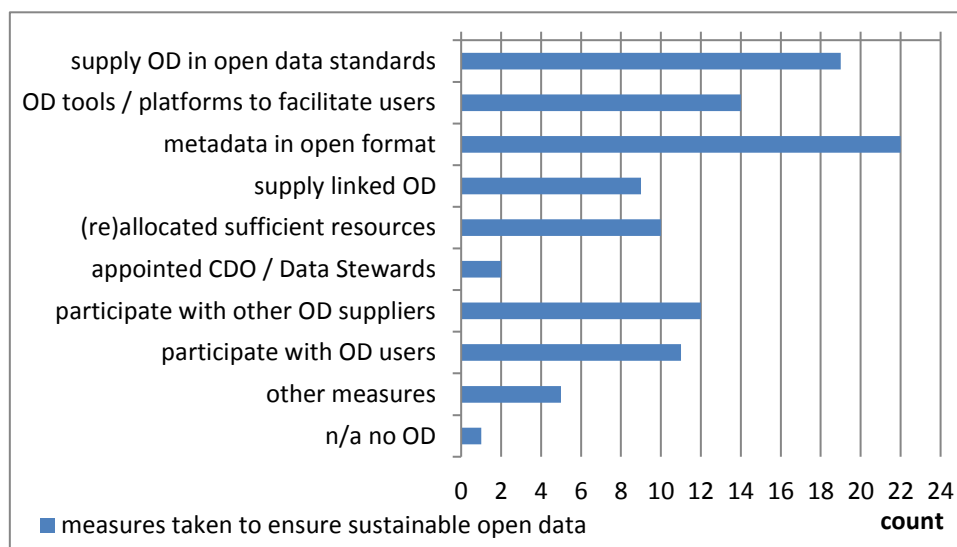 supply OD in open data standards
OD tools / platforms to facilitate users
metadata in open format
supply linked OD
(re)allocated sufficient resources
appointed CDO / Data Stewards
participate with other OD suppliers
participate with OD users
other measures
n/a no OD
0 2 4 6 8 10 12 14 16 18 20 22 24
count
measures taken to ensure sustainable open data